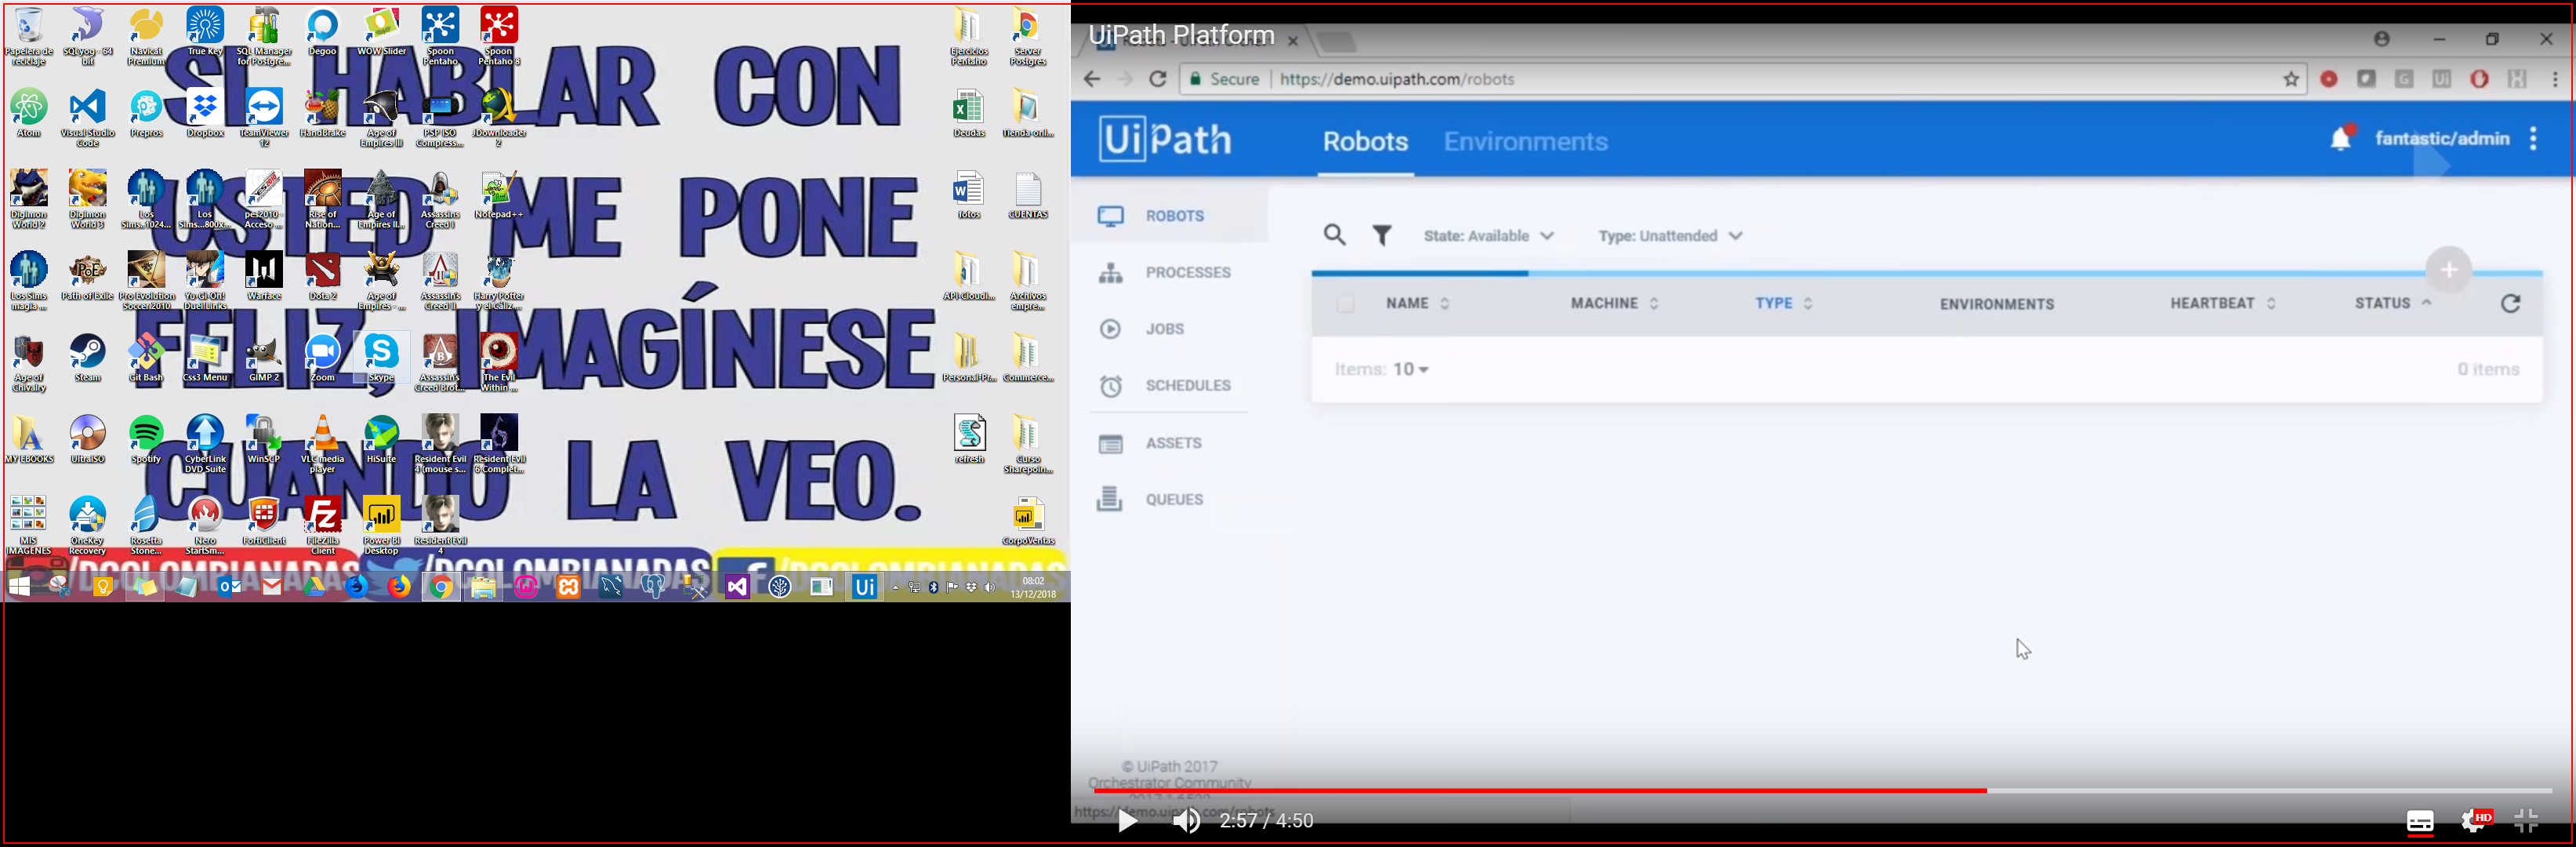 Papelera de reciclaje
SQLyog - 64 bit
Navicat Premium
True Key
SQL Manager for Postgre...
Degoo
WOW Slider
Spoon Pentaho
Spoon Pentaho 8
Ejercicios Pentaho
Server Postgres
Atom
Visual Studio Code
Prepros
Dropbox
TeamViewer 12
HandBrake
Age of Empires III
PSP ISO Compress...
JDownloader 2
Deudas
Tienda-onl...
Digimon World 2
Digimon World 3
Los Sims...1024...
Los Sims...800x...
pes2010 - Acceso ...
Rise of Nation...
Age of Empires II...
Assassins Creed I
Notepad++
fotos
CUENTAS
Los Sims magia ...
Path of Exile
Pro Evolution Soccer2010
Yu-Gi-Oh! Duel Links
Warface
Dota 2
Age of Empires - ...
Assassin's Creed II
Harry Potter y el Cáliz...
API-Cloudi...
Archivos empre...
Age of Chivalry
Steam
Git Bash
Css3 Menu
GIMP 2
Zoom
Skype
Assassin's Creed Brot...
The Evil Within ...
Personal-Pr...
Commerce...
MY EBOOKS
UltraISO
Spotify
CyberLink DVD Suite
WinSCP
VLC media player
HiSuite
Resident Evil 4 (mouse s...
Resident Evil 6 Complet...
refresh
Curso Sharepoin...
MIS IMAGENES
OneKey Recovery
Rosetta Stone...
Nero StartSm...
FortiClient
FileZilla Client
Power BI Desktop
Resident Evil 4
CorpoVentas
SI HABLAR CON
USTED ME PONE
FELIZ, IMAGÍNESE
CUANDO LA VEO.
/DCOLOMBIANADAS /DCOLOMBIANADAS
Ui
08:02
13/12/2018
UiPath Platform
Secure https://demo.uipath.com/robots
UiPath Robots Environments fantastic/admin
ROBOTS
PROCESSES
JOBS
SCHEDULES
ASSETS
QUEUES
State: Available Type: Unattended
NAME MACHINE TYPE ENVIRONMENTS HEARTBEAT STATUS
Items: 10 0 items
© UiPath 2017
Orchestrator Community
https://demo.uipath.com/robots
2:57 / 4:50
HD